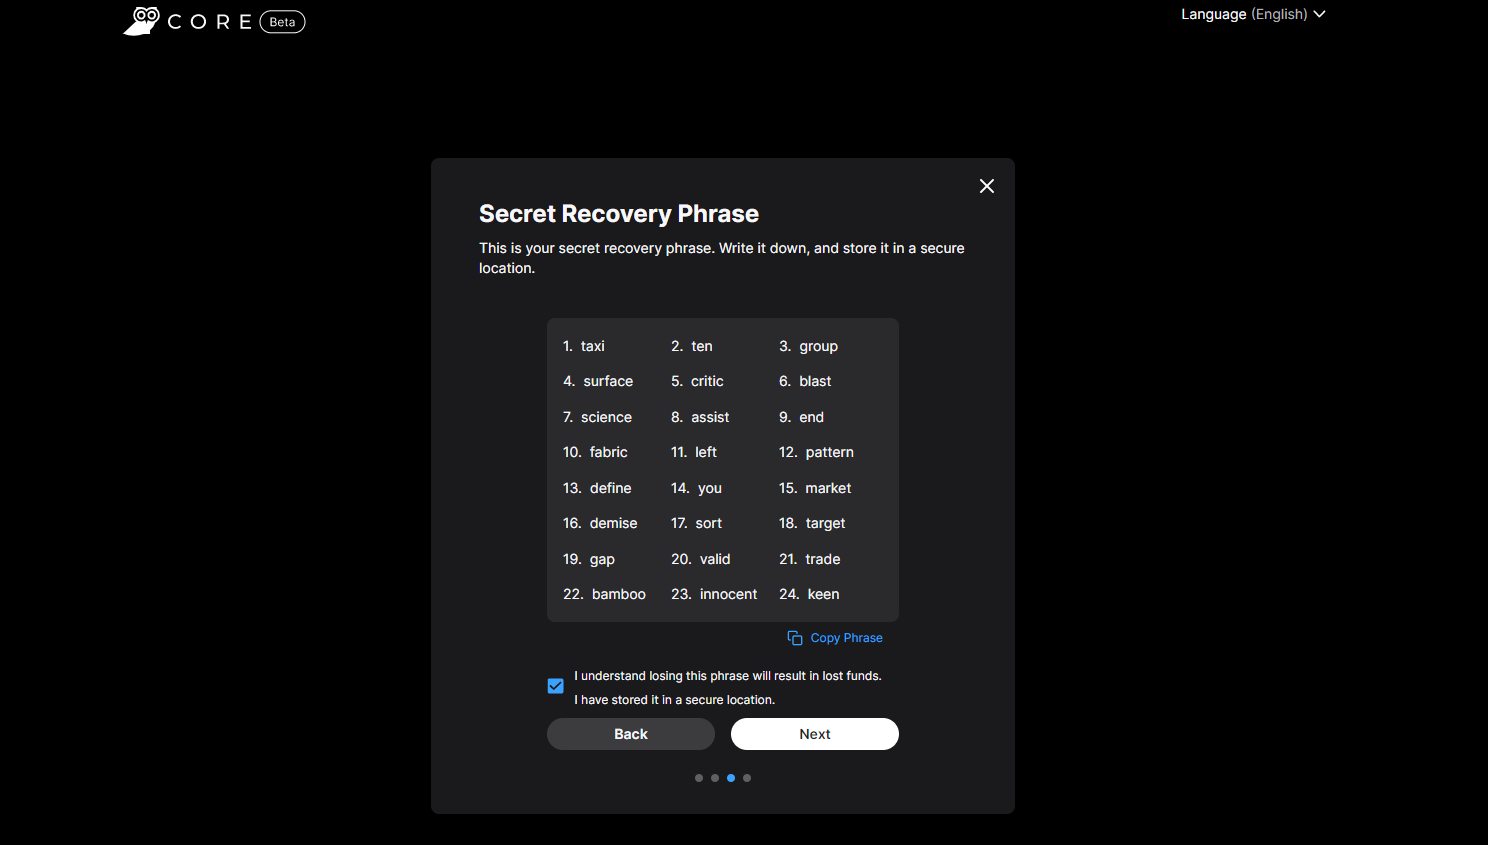 CORE Beta
Language (English)
Secret Recovery Phrase
This is your secret recovery phrase. Write it down, and store it in a secure
location.
1. taxi 2. ten 3. group
4. surface 5. critic 6. blast
7. science 8. assist 9. end
10. fabric 11. left 12. pattern
13. define 14. you 15. market
16. demise 17. sort 18. target
19. gap 20. valid 21. trade
22. bamboo 23. innocent 24. keen
Copy Phrase
I understand losing this phrase will result in lost funds.
I have stored it in a secure location.
Back Next